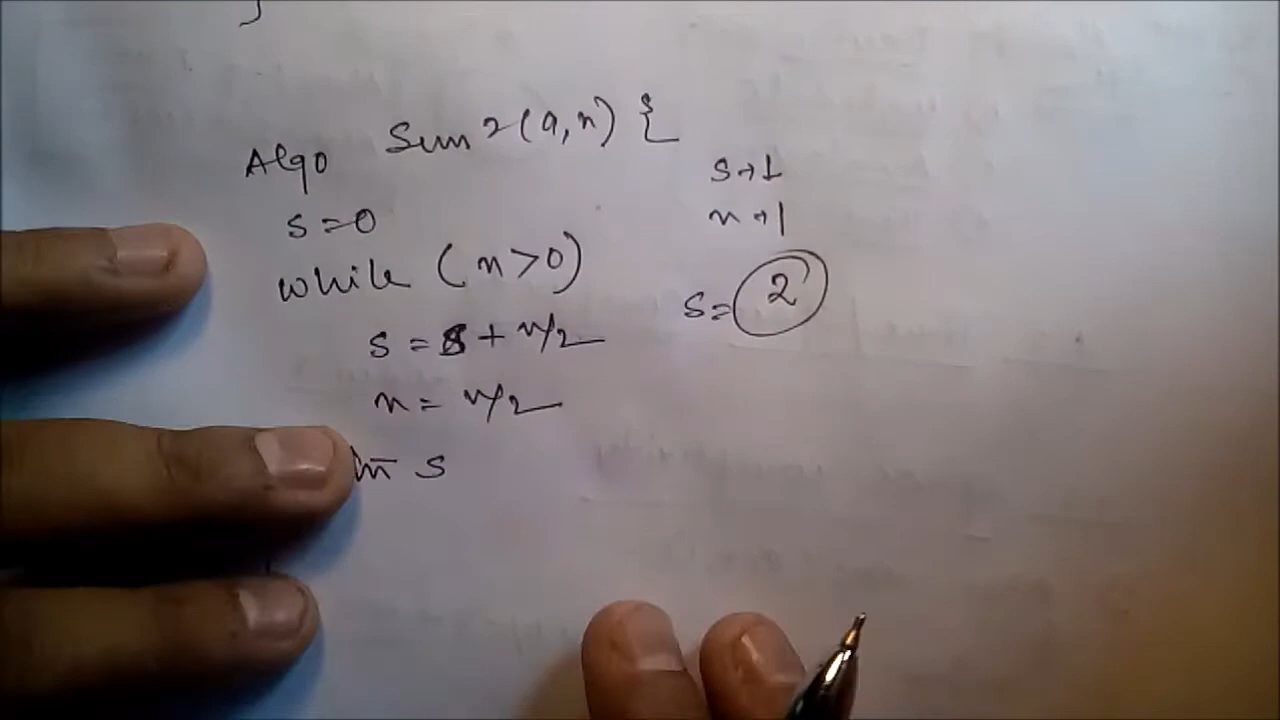 }
Algo Sum2(a,n) {
s=0
while (n>0)
s = s + n/2
n = n/2
s
s→1
n→1
s=2